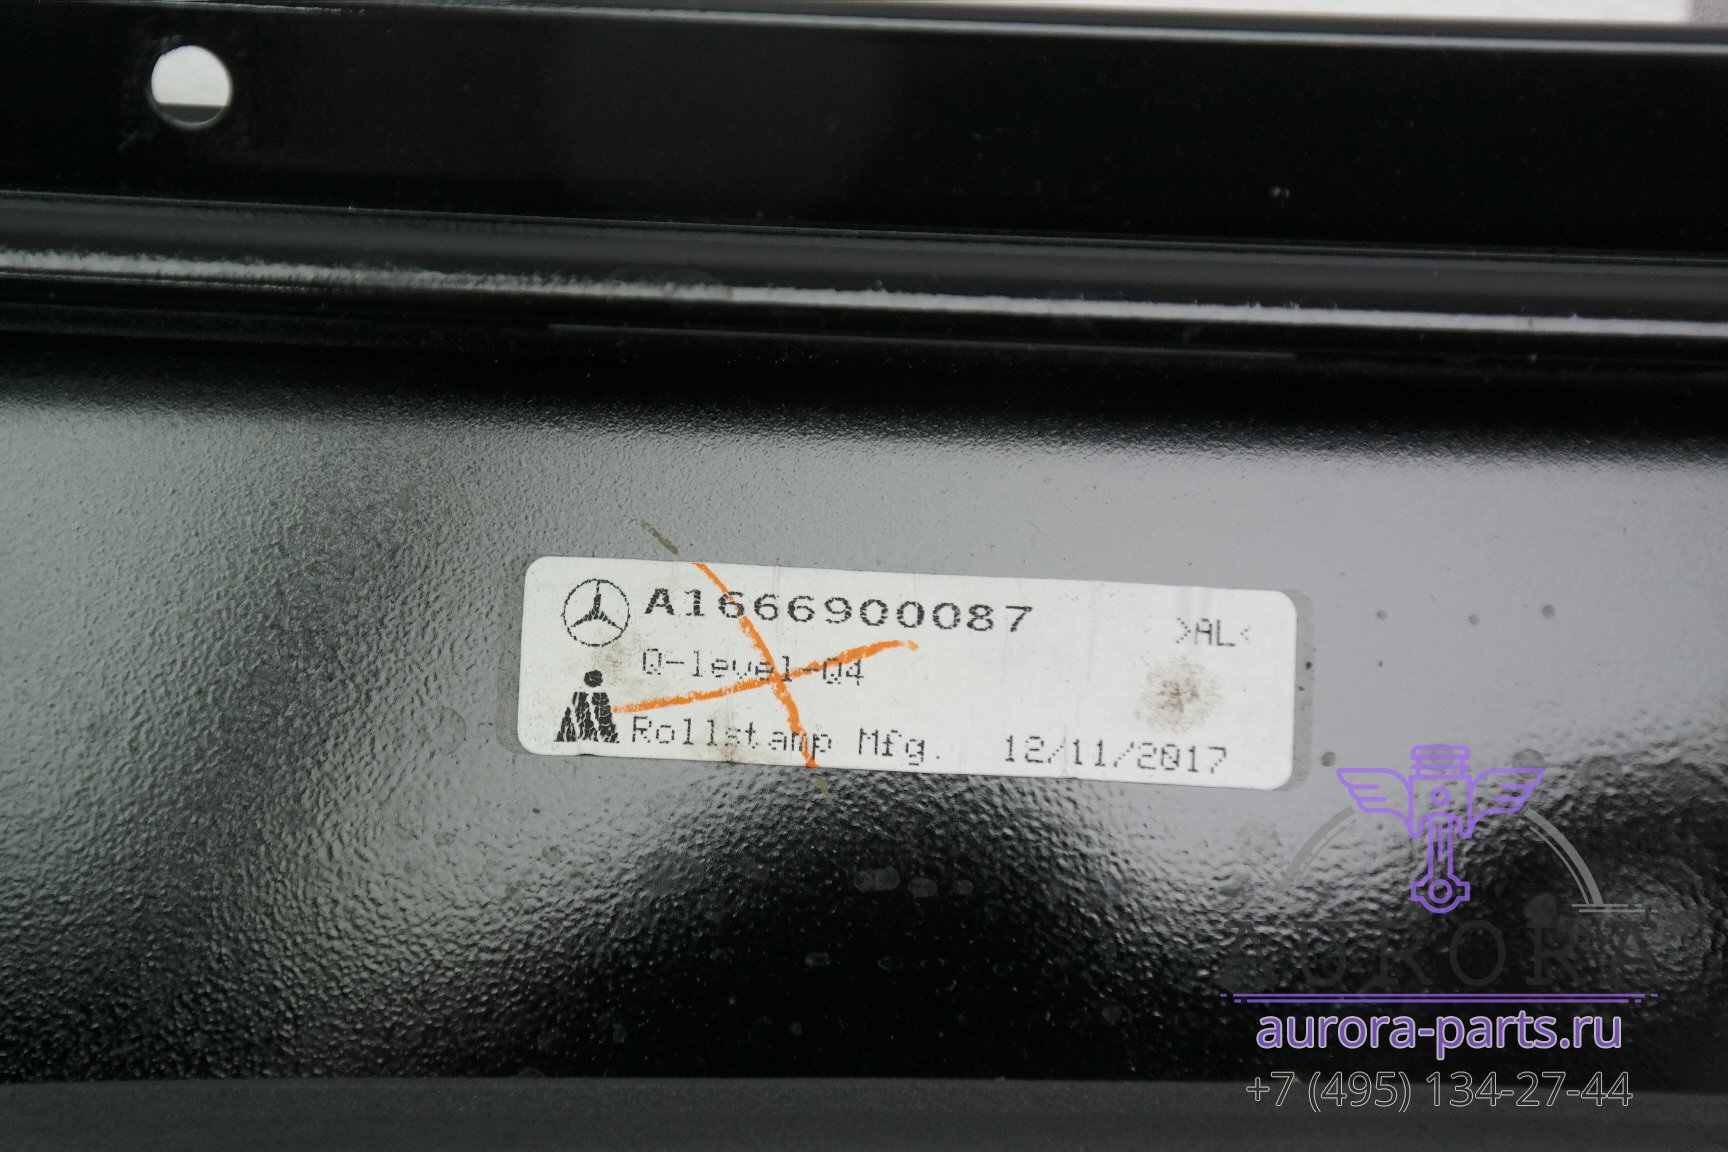 A1666900087
>AL<
Q-level-Q4
Rollstamp Mfg. 12/11/2017
AURORA
aurora-parts.ru
+7 (495) 134-27-44